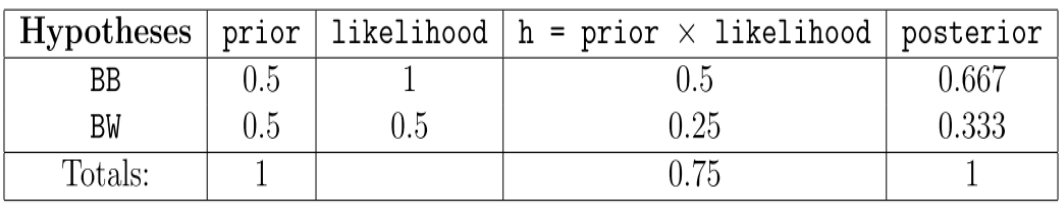 Hypotheses prior likelihood h = prior × likelihood posterior
BB 0.5 1 0.5 0.667
BW 0.5 0.5 0.25 0.333
Totals: 1 0.75 1